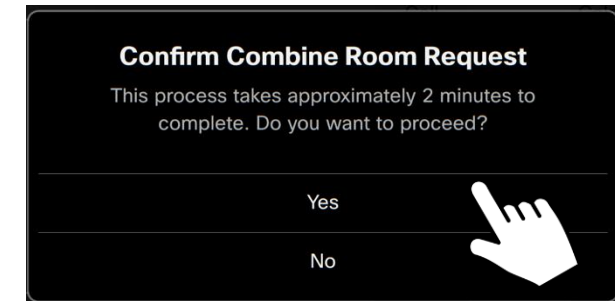 Confirm Combine Room Request
This process takes approximately 2 minutes to
complete. Do you want to proceed?
Yes
No